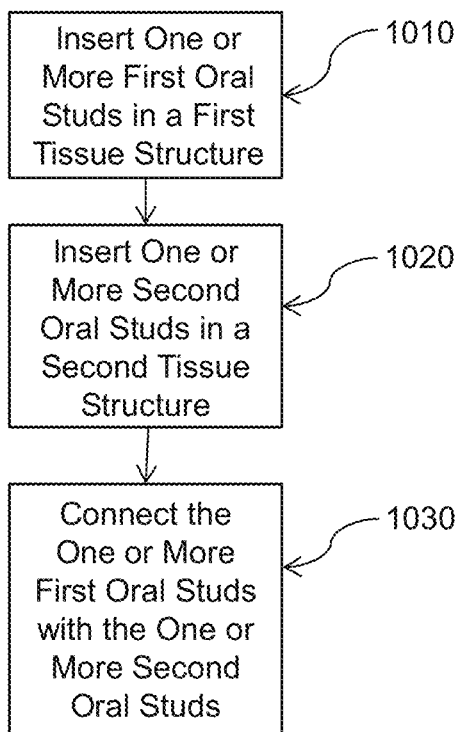 Insert One or
More First Oral
Studs in a First
Tissue Structure
1010
Insert One or
More Second
Oral Studs in a
Second Tissue
Structure
1020
Connect the
One or More
First Oral Studs
with the One or
More Second
Oral Studs
1030